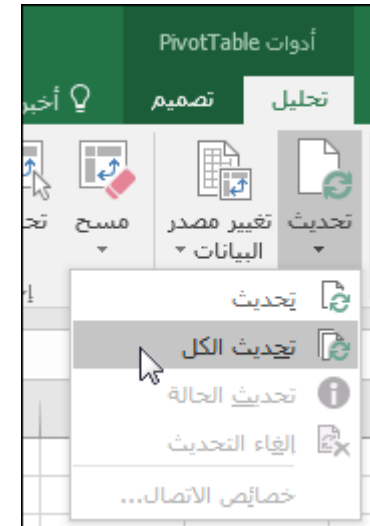 أدوات PivotTable
تحليل
تصميم
أخبر
تحديث
تغيير مصدر
البيانات
مسح
تح
تحديث
تحديث الكل
تحديث الحالة
إلغاء التحديث
خصائص الاتصال...